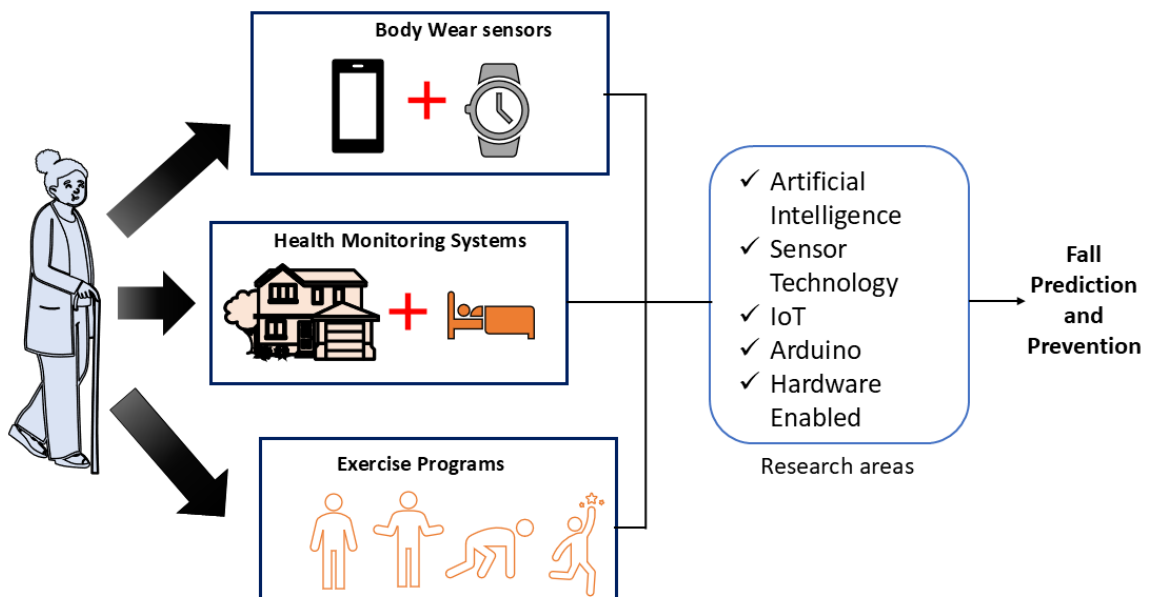 Body Wear sensors
Health Monitoring Systems
Exercise Programs
✓ Artificial
Intelligence
✓ Sensor
Technology
✓ IoT
✓ Arduino
✓ Hardware
Enabled
Research areas
Fall
Prediction
and
Prevention